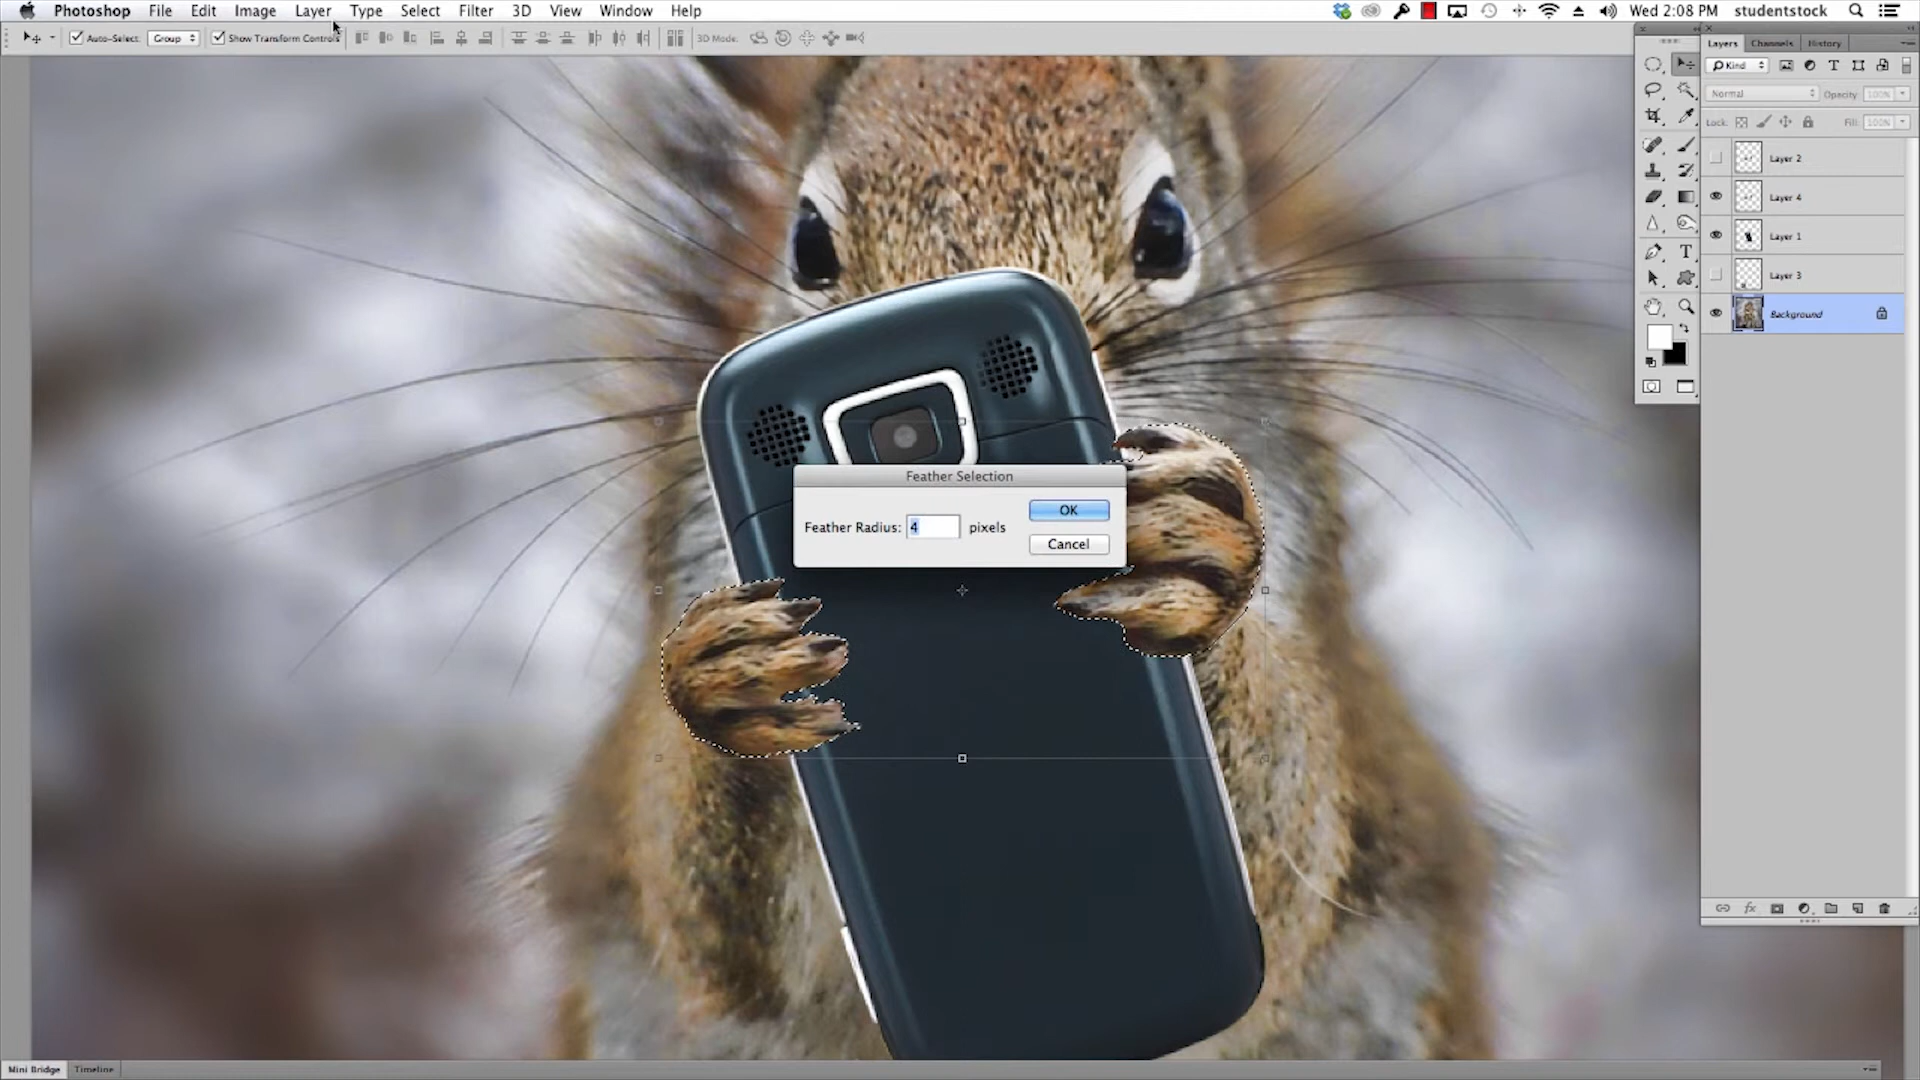 Photoshop File Edit Image Layer Type Select Filter 3D View Window Help Wed 2:08 PM studentstock
Auto-Select: Group Show Transform Controls 3D Mode:
Layers Channels History
Kind
Normal Opacity: 100%
Lock: Fill: 100%
Layer 2
Layer 4
Layer 1
Layer 3
Background
Feather Selection
Feather Radius: 4 pixels
OK
Cancel
Mini Bridge Timeline